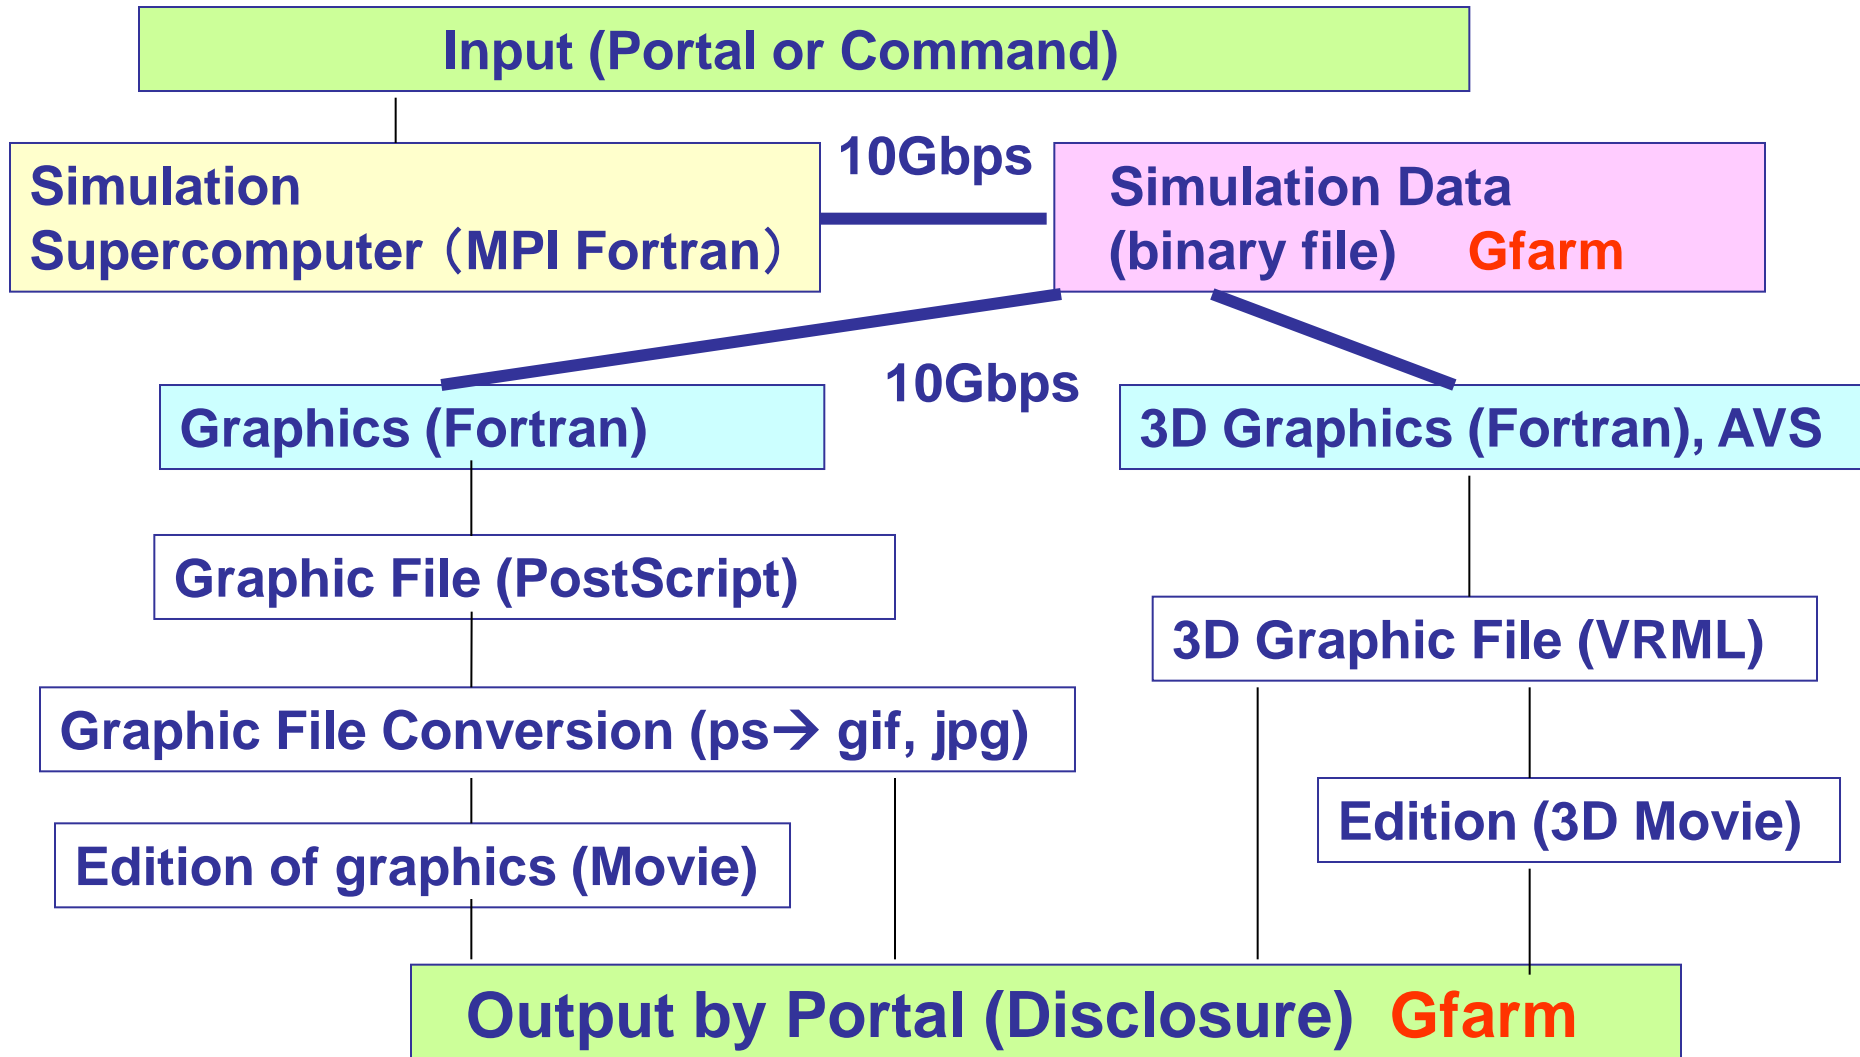 Input (Portal or Command)
Simulation
Supercomputer（MPI Fortran）
10Gbps
Simulation Data
(binary file) Gfarm
10Gbps
Graphics (Fortran)
3D Graphics (Fortran), AVS
Graphic File (PostScript)
3D Graphic File (VRML)
Graphic File Conversion (ps→ gif, jpg)
Edition (3D Movie)
Edition of graphics (Movie)
Output by Portal (Disclosure) Gfarm